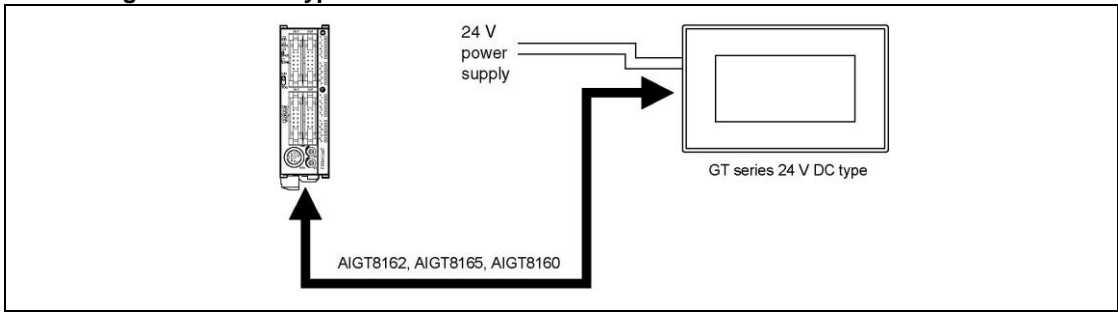 24 V
power
supply
GT series 24 V DC type
AIGT8162, AIGT8165, AIGT8160